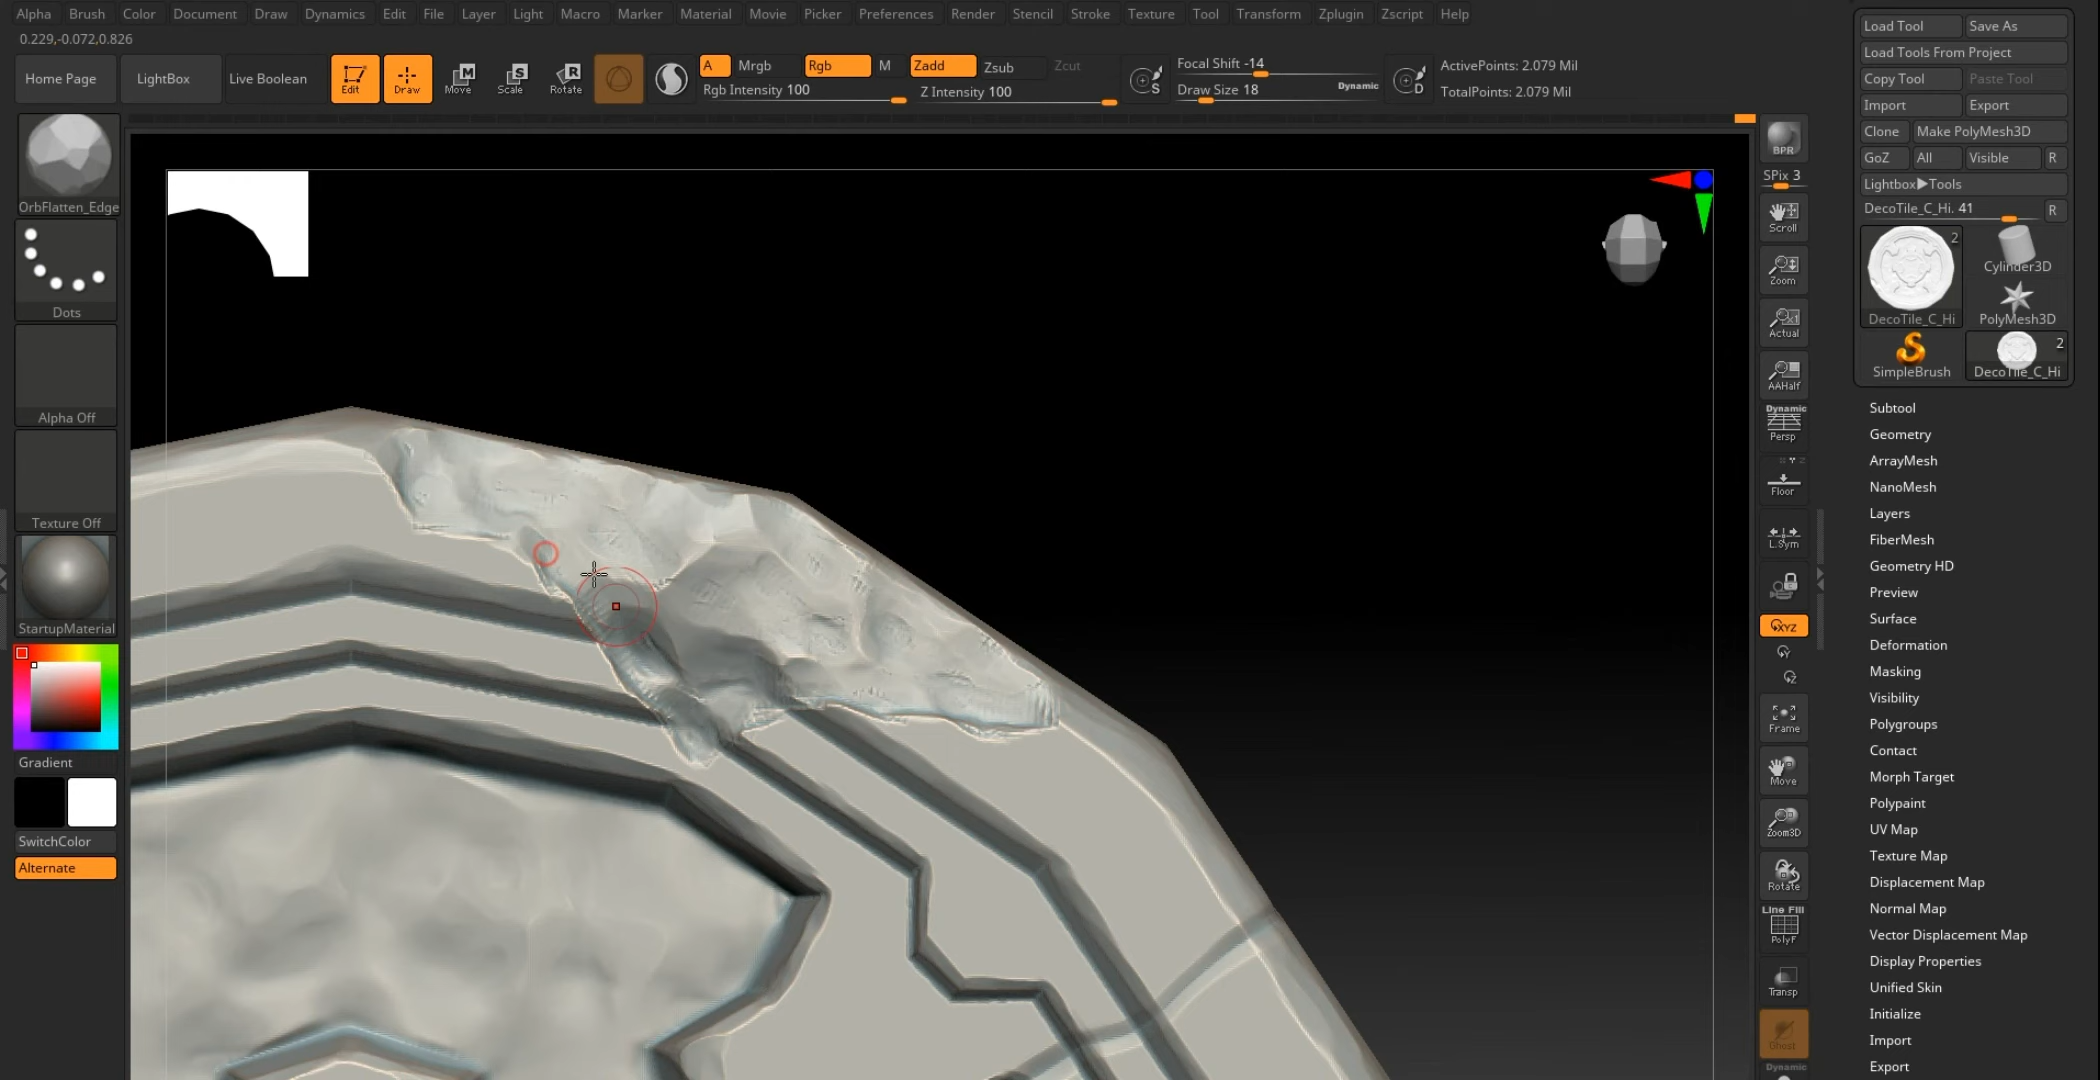 Alpha Brush Color Document Draw Dynamics Edit File Layer Light Macro Marker Material Movie Picker Preferences Render Stencil Stroke Texture Tool Transform Zplugin Zscript Help
0.229,-0.072,0.826
Home Page LightBox Live Boolean Edit Draw Move Scale Rotate
A Mrgb Rgb M Zadd Zsub Zcut
Rgb Intensity 100 Z Intensity 100
Focal Shift -14
Draw Size 18 Dynamic
ActivePoints: 2.079 Mil
TotalPoints: 2.079 Mil
OrbFlatten_Edge
Dots
Alpha Off
Texture Off
StartupMaterial
Gradient
SwitchColor
Alternate
BPR
SPix 3
Scroll
Zoom
Actual
AAHalf
Dynamic
Persp
Floor
L.Sym
XYZ
Y
Z
Frame
Move
Zoom3D
Rotate
Line Fill
PolyF
Transp
Ghost
Dynamic
Load Tool Save As
Load Tools From Project
Copy Tool Paste Tool
Import Export
Clone Make PolyMesh3D
GoZ All Visible R
Lightbox▶Tools
DecoTile_C_Hi. 41 R
2
Cylinder3D
DecoTile_C_Hi PolyMesh3D
2
SimpleBrush DecoTile_C_Hi
Subtool
Geometry
ArrayMesh
NanoMesh
Layers
FiberMesh
Geometry HD
Preview
Surface
Deformation
Masking
Visibility
Polygroups
Contact
Morph Target
Polypaint
UV Map
Texture Map
Displacement Map
Normal Map
Vector Displacement Map
Display Properties
Unified Skin
Initialize
Import
Export